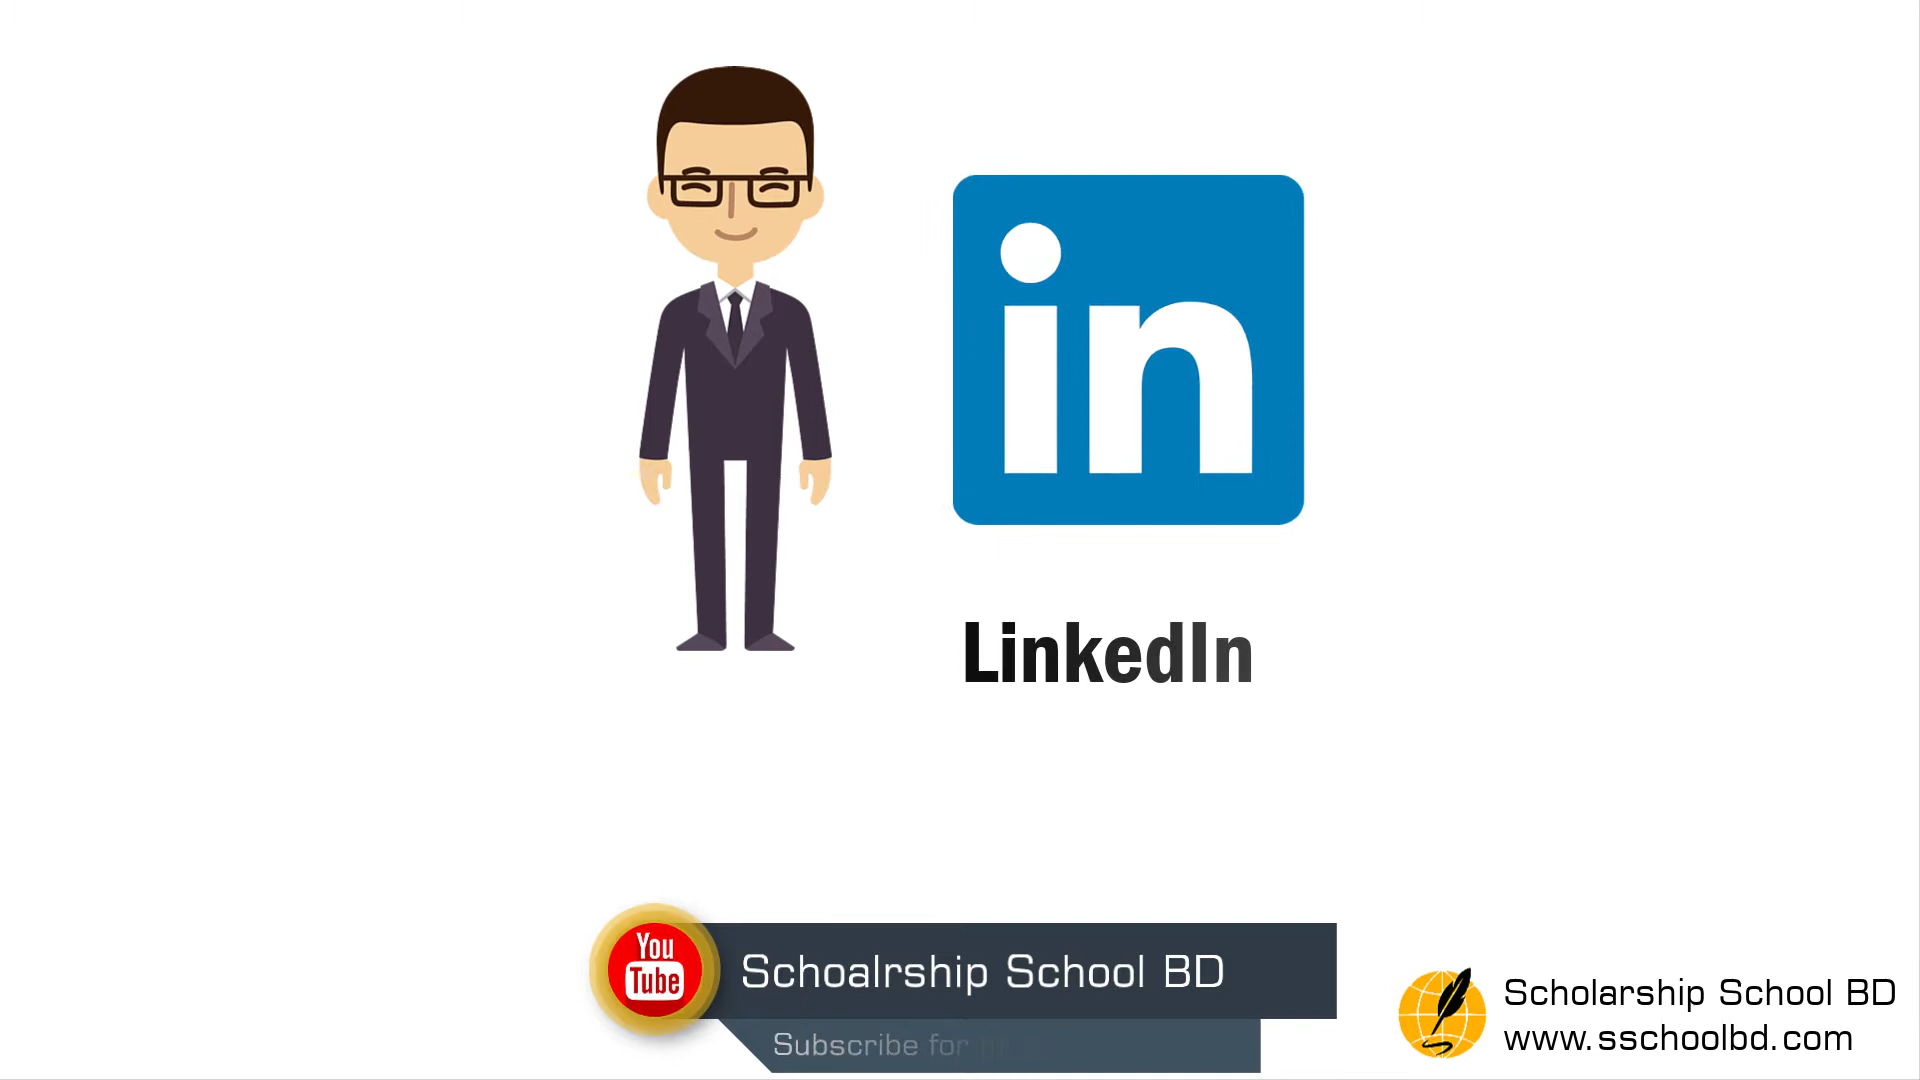 in
LinkedIn
You
Tube
Schoalrship School BD
Subscribe for
Scholarship School BD
www.sschoolbd.com